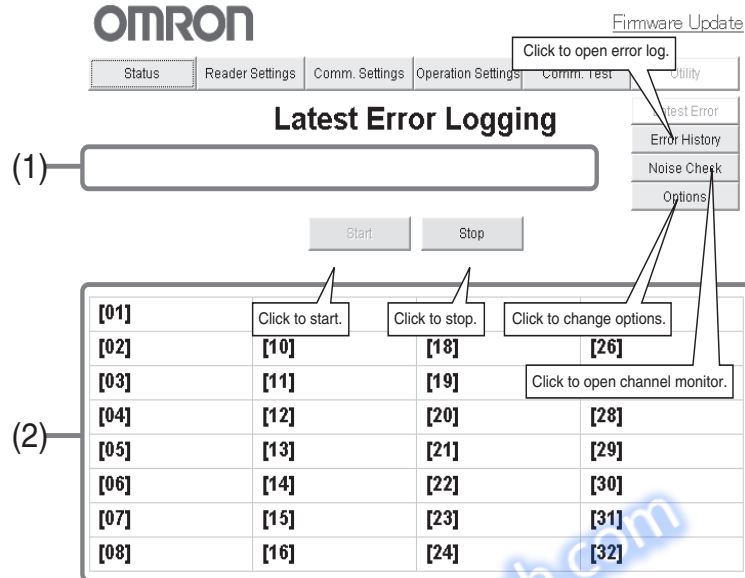 OMRON
Firmware Update
Click to open error log.
Status Reader Settings Comm. Settings Operation Settings Comm. Test Utility
Latest Error Logging
Latest Error
Error History
(1)
Noise Check
Options
Start Stop
[01]
Click to start. Click to stop. Click to change options.
[02] [10] [18] [26]
[03] [11] [19]
Click to open channel monitor.
[04] [12] [20] [28]
(2)
[05] [13] [21] [29]
[06] [14] [22] [30]
[07] [15] [23] [31]
[08] [16] [24] [32]